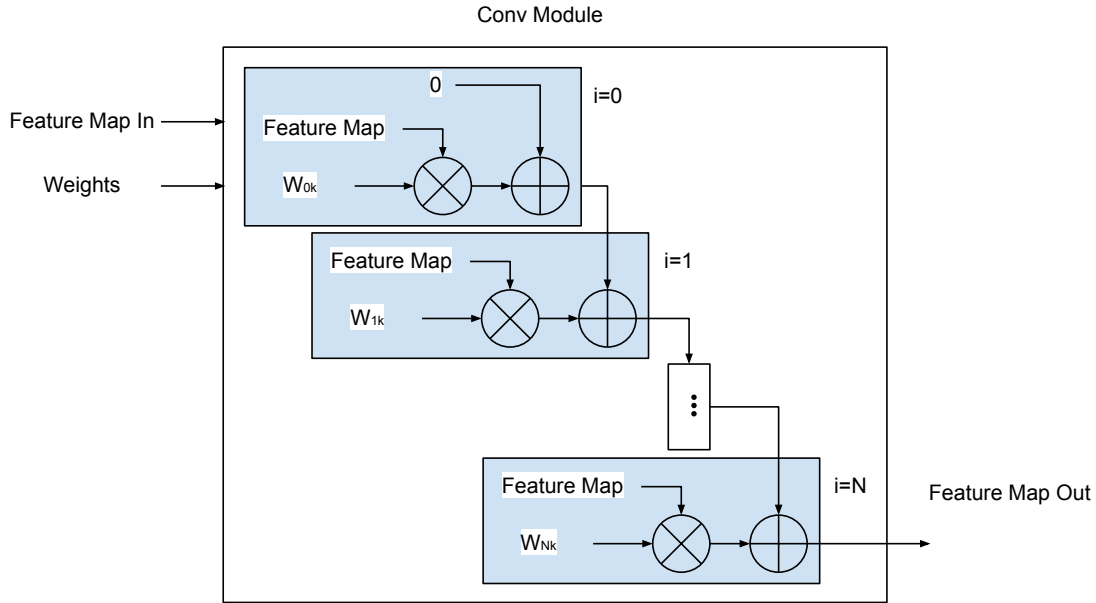 Conv Module
0
i=0
Feature Map In
Feature Map
Weights
W0k
Feature Map
i=1
W1k
...
Feature Map
i=N
Feature Map Out
WNk